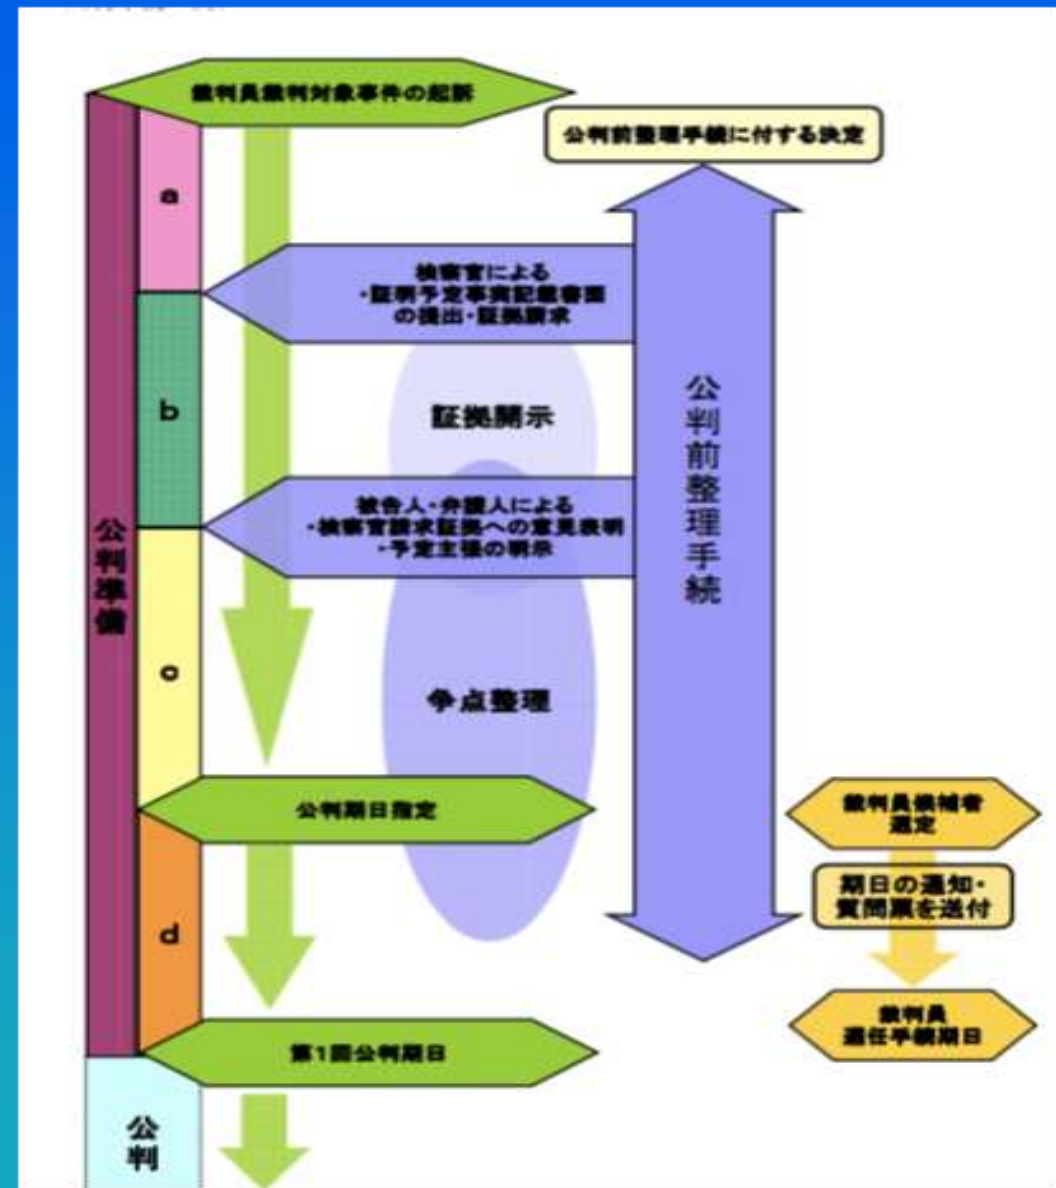 裁判員裁判対象事件の起訴
公判前整理手続に付する決定
a
検察官による
・証明予定事実記載書面
の提出・証拠請求
公判前整理手続
b
証拠開示
被告人・弁護人による
・検察官請求証拠への意見表明
・予定主張の明示
公判準備
c
争点整理
公判期日指定
裁判員候補者
選定
期日の通知・
質問票を送付
d
裁判員
選任手続期日
第1回公判期日
公判